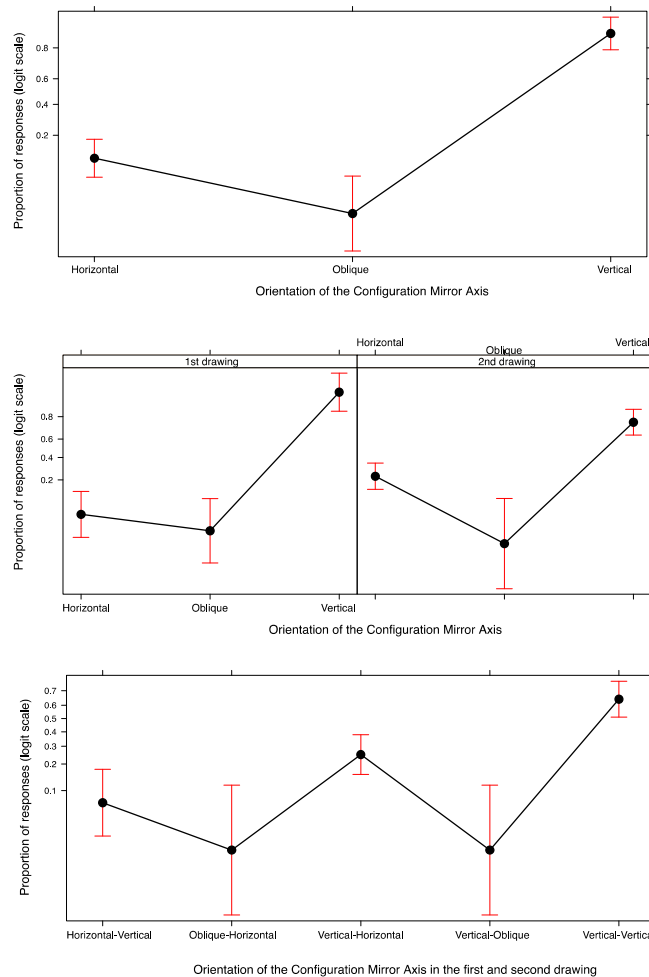 Proportion of responses (logit scale)
0.8
0.6
0.4
0.2
Horizontal Oblique Vertical
Orientation of the Configuration Mirror Axis
Horizontal Oblique Vertical
1st drawing 2nd drawing
Proportion of responses (logit scale)
0.8
0.6
0.4
0.2
Horizontal Oblique Vertical
Orientation of the Configuration Mirror Axis
Proportion of responses (logit scale)
0.7
0.6
0.5
0.4
0.3
0.2
0.1
Horizontal-Vertical Oblique-Horizontal Vertical-Horizontal Vertical-Oblique Vertical-Vertical
Orientation of the Configuration Mirror Axis in the first and second drawing